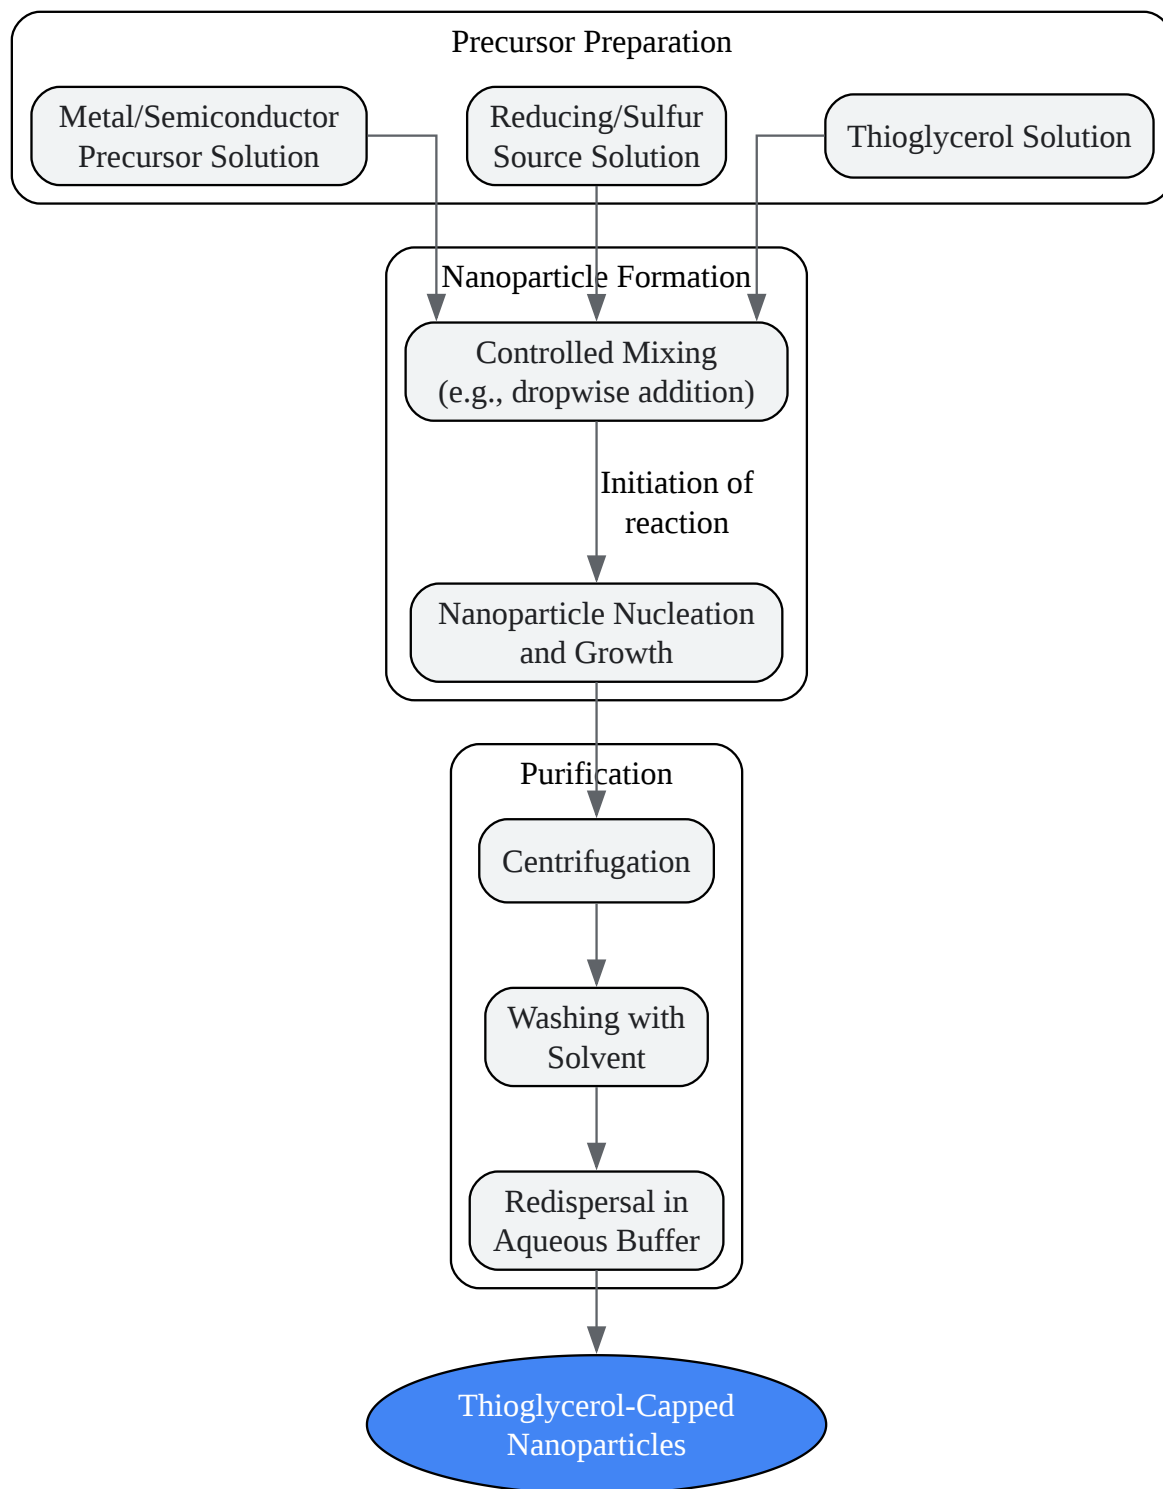 Precursor Preparation
Metal/Semiconductor
Precursor Solution
Reducing/Sulfur
Source Solution
Thioglycerol Solution
Nanoparticle Formation
Controlled Mixing
(e.g., dropwise addition)
Initiation of
reaction
Nanoparticle Nucleation
and Growth
Purification
Centrifugation
Washing with
Solvent
Redispersal in
Aqueous Buffer
Thioglycerol-Capped
Nanoparticles